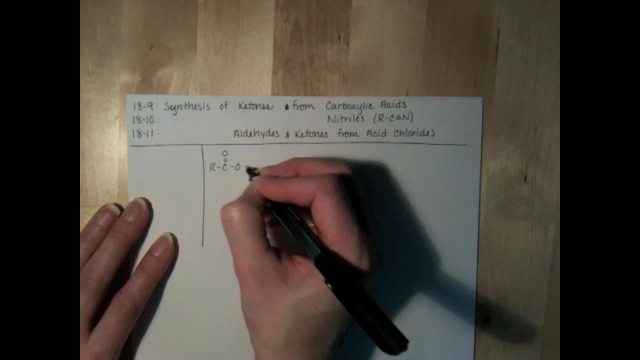 18-9: Synthesis of Ketones from Carboxylic Acids
18-10: Nitriles (R-C≡N)
18-11: Aldehydes & Ketones from Acid Chlorides
O
R-C-O